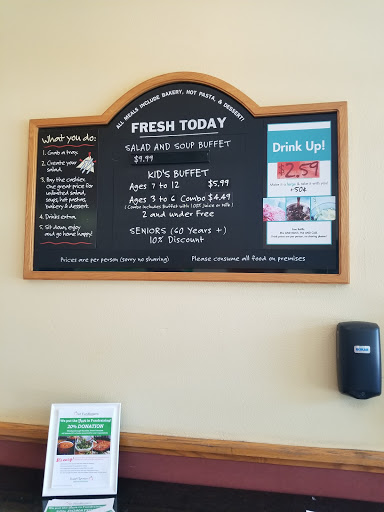 ALL MEALS INCLUDE BAKERY, HOT PASTA, & DESSERT!
FRESH TODAY
SALAD AND SOUP BUFFET
$9.99
KID'S BUFFET
Ages 7 to 12 $5.99
Ages 3 to 6 Combo $4.49
(Combo Includes Buffet with 100% Juice or Milk)
2 and under Free
SENIORS (60 Years +)
10% Discount
What you do:
1. Grab a tray.
2. Create your
salad.
3. Pay the cashier.
One great price for
unlimited salad,
soups, hot pastas,
bakery & dessert.
4. Drinks extra.
5. Sit down, enjoy
and go home happy!
Drink Up!
$2.59
+50¢
Prices are per person (sorry no sharing)
Please consume all food on premises
20% DONATION